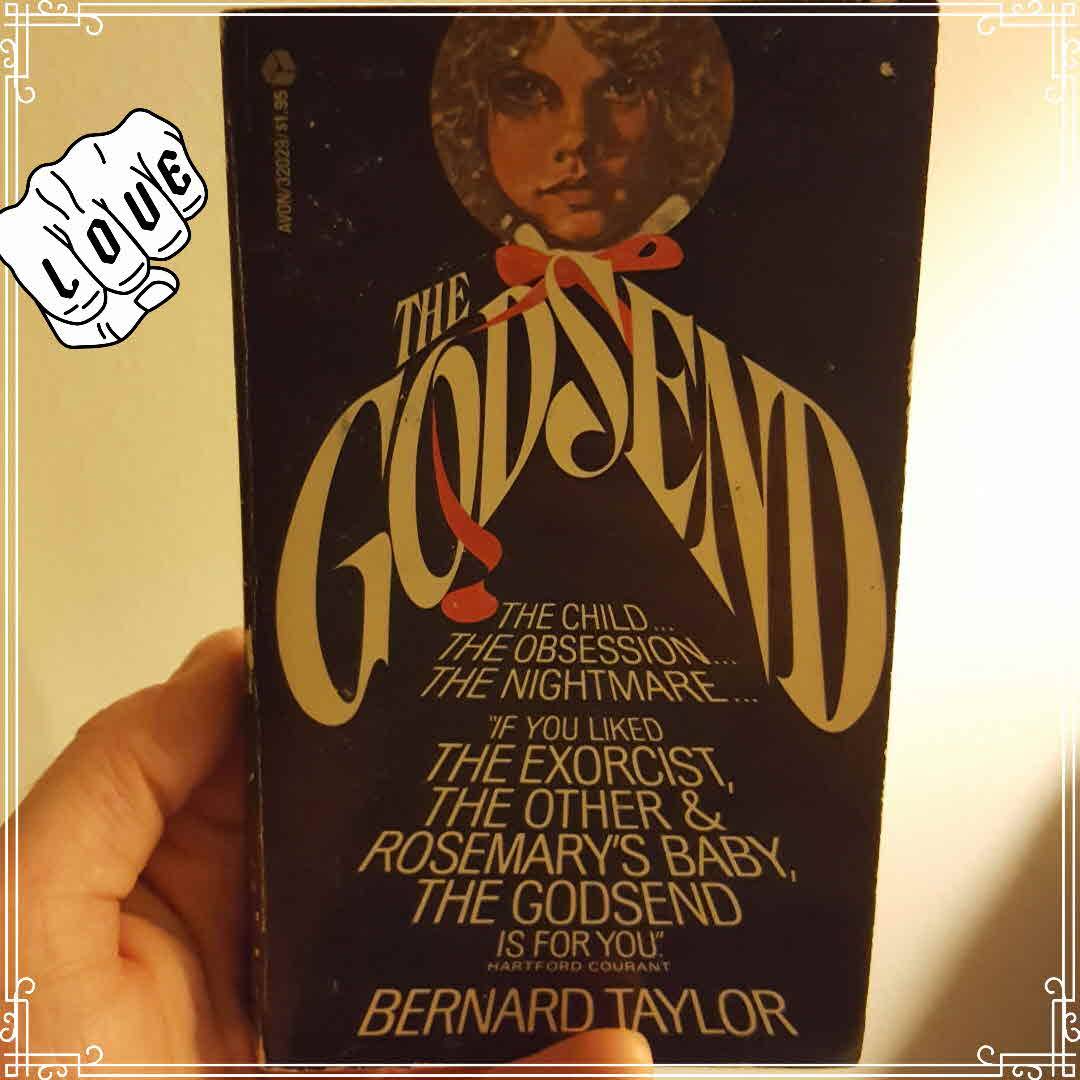 LOVE
AVON/32029/$1.95
THE
GODSEND
THE CHILD...
THE OBSESSION...
THE NIGHTMARE...
"IF YOU LIKED
THE EXORCIST,
THE OTHER &
ROSEMARY'S BABY,
THE GODSEND
IS FOR YOU."
HARTFORD COURANT
BERNARD TAYLOR